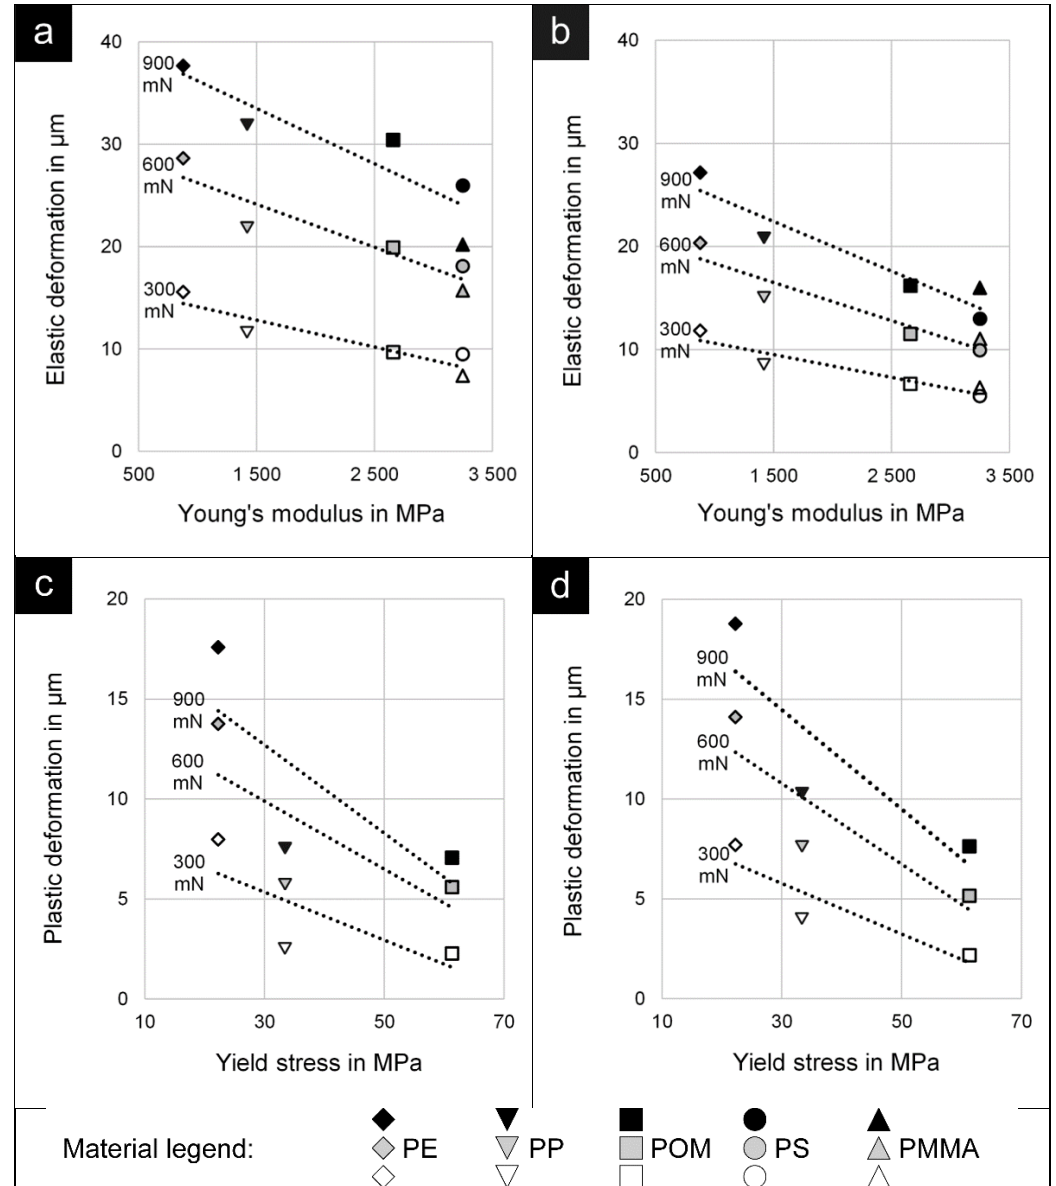 a
Elastic deformation in µm
40
30
20
10
0
900
mN
600
mN
300
mN
500
1 500
2 500
3 500
Young's modulus in MPa
b
Elastic deformation in µm
40
30
20
10
0
900
mN
600
mN
300
mN
500
1 500
2 500
3 500
Young's modulus in MPa
c
Plastic deformation in µm
20
15
10
5
0
900
mN
600
mN
300
mN
10
30
50
70
Yield stress in MPa
d
Plastic deformation in µm
20
15
10
5
0
900
mN
600
mN
300
mN
10
30
50
70
Yield stress in MPa
Material legend: PE PP POM PS PMMA